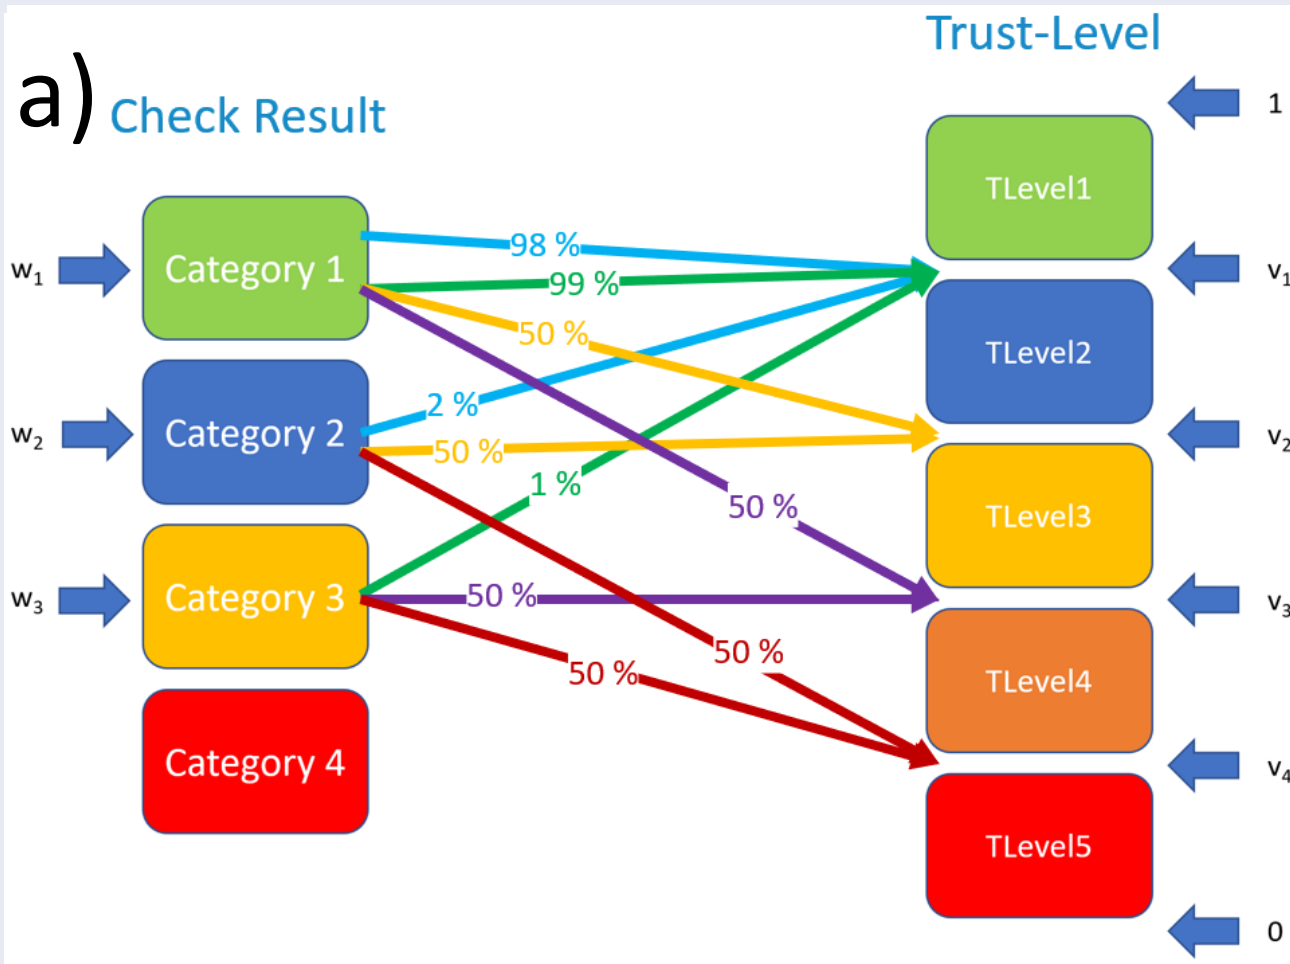 a)
Check Result
Trust-Level
Category 1
Category 2
Category 3
Category 4
w1
w2
w3
98 %
99 %
50 %
2 %
50 %
1 %
50 %
50 %
50 %
50 %
TLevel1
TLevel2
TLevel3
TLevel4
TLevel5
1
v1
v2
v3
v4
0